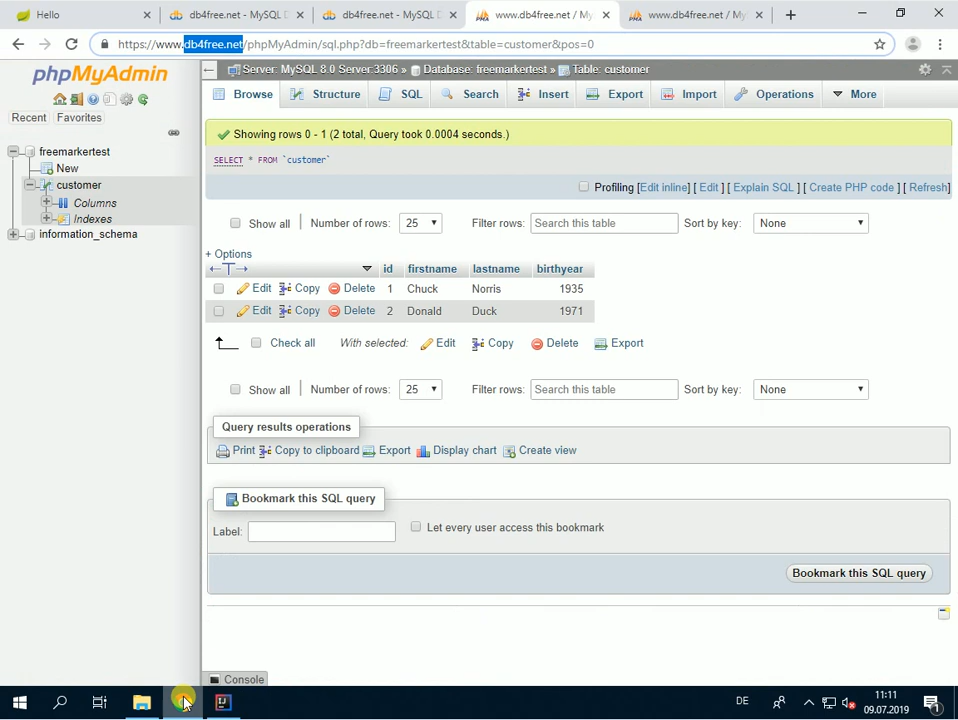 Hello
db4free.net - MySQL D
db4free.net - MySQL D
www.db4free.net / My
www.db4free.net / My
https://www.db4free.net/phpMyAdmin/sql.php?db=freemarkertest&table=customer&pos=0
phpMyAdmin
Recent Favorites
freemarkertest
New
customer
Columns
Indexes
information_schema
Server: MySQL 8.0 Server:3306 » Database: freemarkertest » Table: customer
Browse Structure SQL Search Insert Export Import Operations More
Showing rows 0 - 1 (2 total, Query took 0.0004 seconds.)
SELECT * FROM `customer`
Profiling [Edit inline] [ Edit ] [ Explain SQL ] [ Create PHP code ] [ Refresh]
Show all Number of rows: 25 Filter rows: Search this table Sort by key: None
+ Options
id firstname lastname birthyear
Edit Copy Delete 1 Chuck Norris 1935
Edit Copy Delete 2 Donald Duck 1971
Check all With selected: Edit Copy Delete Export
Show all Number of rows: 25 Filter rows: Search this table Sort by key: None
Query results operations
Print Copy to clipboard Export Display chart Create view
Bookmark this SQL query
Label: Let every user access this bookmark
Bookmark this SQL query
Console
DE
11:11
09.07.2019
1